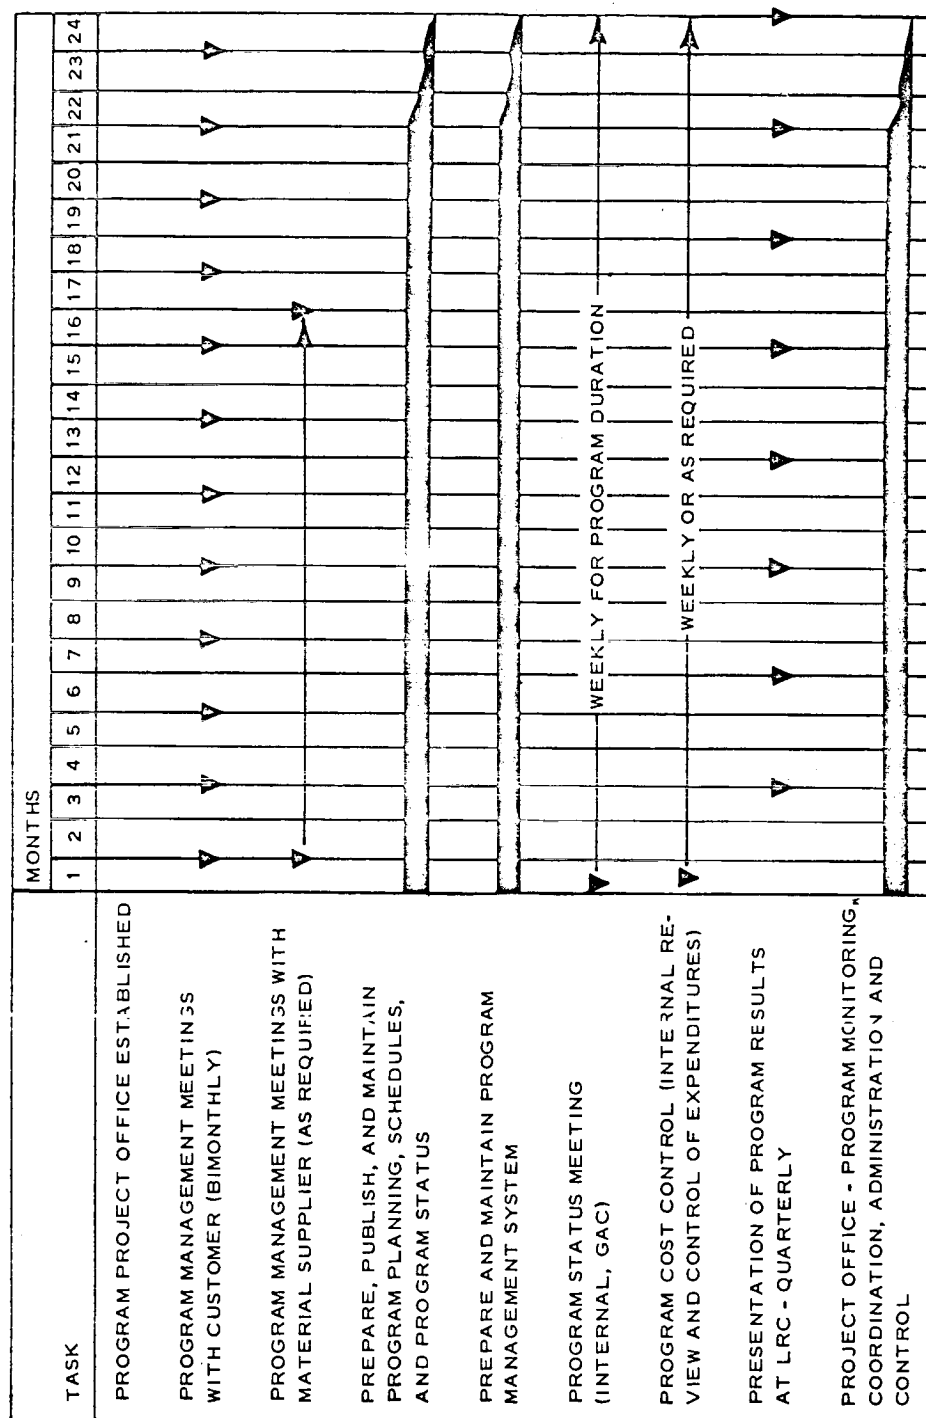 MONTHS
TASK
1 2 3 4 5 6 7 8 9 10 11 12 13 14 15 16 17 18 19 20 21 22 23 24
PROGRAM PROJECT OFFICE ESTABLISHED
PROGRAM MANAGEMENT MEETINGS
WITH CUSTOMER (BIMONTHLY)
PROGRAM MANAGEMENT MEETINGS WITH
MATERIAL SUPPLIER (AS REQUIRED)
PREPARE, PUBLISH, AND MAINTAIN
PROGRAM PLANNING, SCHEDULES,
AND PROGRAM STATUS
PREPARE AND MAINTAIN PROGRAM
MANAGEMENT SYSTEM
PROGRAM STATUS MEETING
(INTERNAL, GAC)
WEEKLY FOR PROGRAM DURATION
PROGRAM COST CONTROL (INTERNAL RE-
VIEW AND CONTROL OF EXPENDITURES)
WEEKLY OR AS REQUIRED
PRESENTATION OF PROGRAM RESULTS
AT LRC - QUARTERLY
PROJECT OFFICE - PROGRAM MONITORING,
COORDINATION, ADMINISTRATION AND
CONTROL